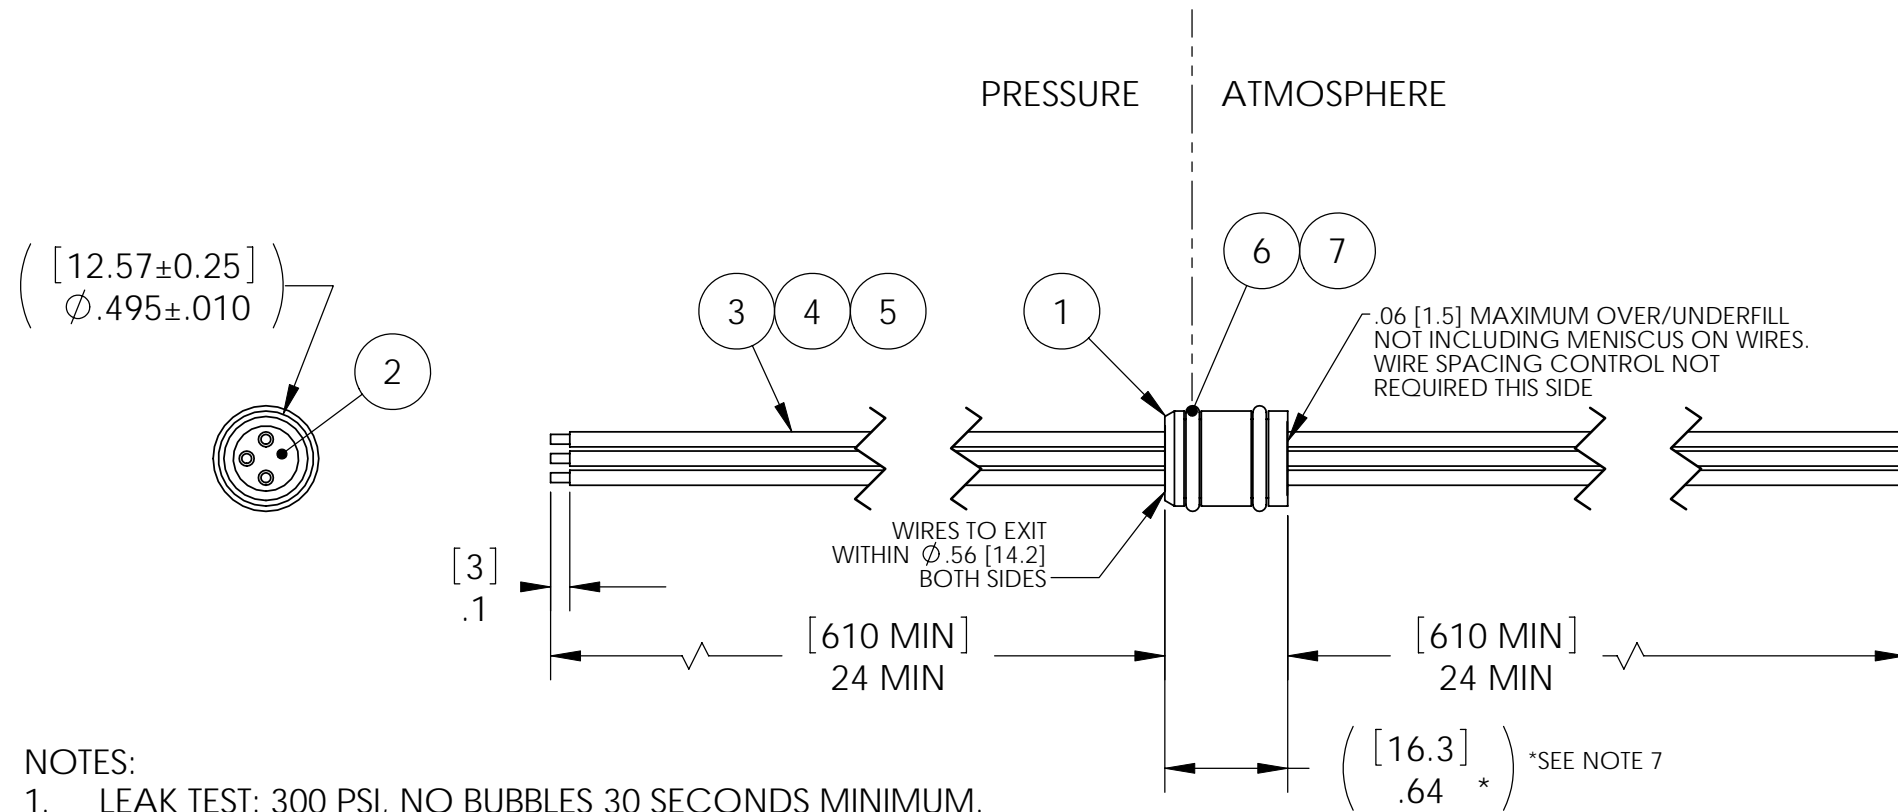 PRESSURE
ATMOSPHERE
[12.57±0.25]
Ø.495±.010
2
3
4
5
1
6
7
.06 [1.5] MAXIMUM OVER/UNDERFILL
NOT INCLUDING MENISCUS ON WIRES.
WIRE SPACING CONTROL NOT
REQUIRED THIS SIDE
WIRES TO EXIT
WITHIN Ø.56 [14.2]
BOTH SIDES
[3]
.1
[610 MIN]
24 MIN
[610 MIN]
24 MIN
([16.3]
.64 *)
*SEE NOTE 7
NOTES:
1. LEAK TEST: 300 PSI, NO BUBBLES 30 SECONDS MINIMUM.